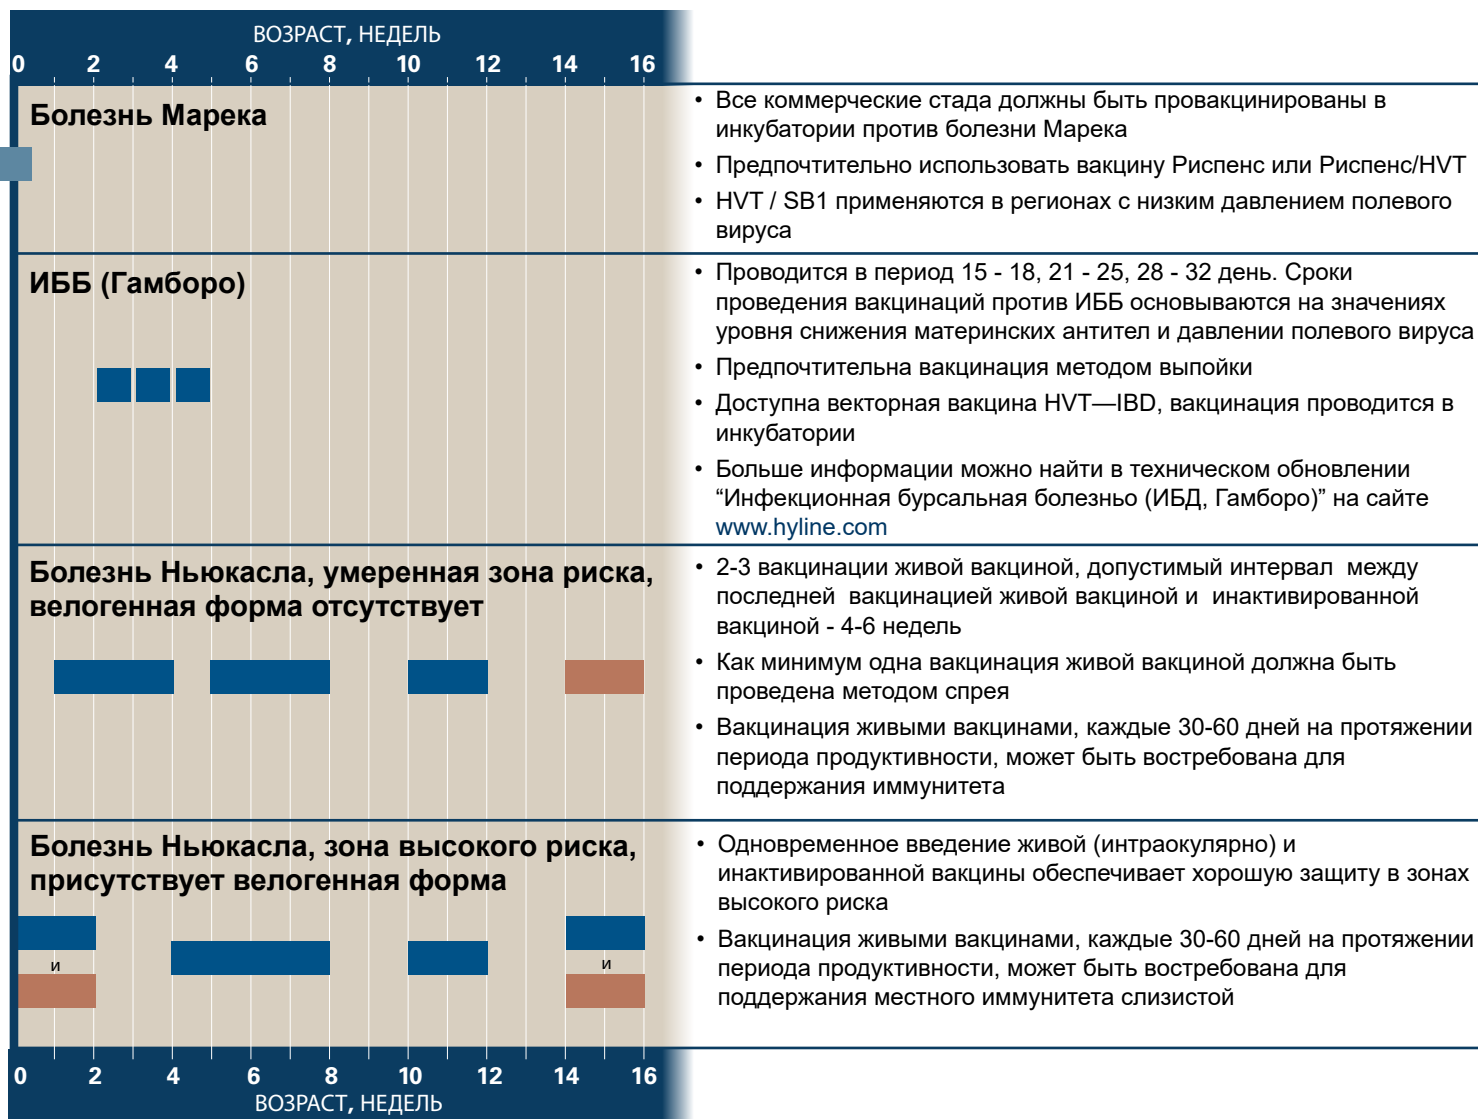 ВОЗРАСТ, НЕДЕЛЬ
0 2 4 6 8 10 12 14 16
Болезнь Марека
• Все коммерческие стада должны быть провакцинированы в
инкубатории против болезни Марека
• Предпочтительно использовать вакцину Риспенс или Риспенс/HVT
• HVT / SB1 применяются в регионах с низким давлением полевого
вируса
ИББ (Гамборо)
• Проводится в период 15 - 18, 21 - 25, 28 - 32 день. Сроки
проведения вакцинаций против ИББ основываются на значениях
уровня снижения материнских антител и давлении полевого вируса
• Предпочтительна вакцинация методом выпойки
• Доступна векторная вакцина HVT—IBD, вакцинация проводится в
инкубатории
• Больше информации можно найти в техническом обновлении
“Инфекционная бурсальная болезньо (ИБД, Гамборо)” на сайте
www.hyline.com
Болезнь Ньюкасла, умеренная зона риска,
велогенная форма отсутствует
• 2-3 вакцинации живой вакциной, допустимый интервал между
последней вакцинацией живой вакциной и инактивированной
вакциной - 4-6 недель
• Как минимум одна вакцинация живой вакциной должна быть
проведена методом спрея
• Вакцинация живыми вакцинами, каждые 30-60 дней на протяжении
периода продуктивности, может быть востребована для
поддержания иммунитета
Болезнь Ньюкасла, зона высокого риска,
присутствует велогенная форма
и
и
• Одновременное введение живой (интраокулярно) и
инактивированной вакцины обеспечивает хорошую защиту в зонах
высокого риска
• Вакцинация живыми вакцинами, каждые 30-60 дней на протяжении
периода продуктивности, может быть востребована для
поддержания местного иммунитета слизистой
0 2 4 6 8 10 12 14 16
ВОЗРАСТ, НЕДЕЛЬ